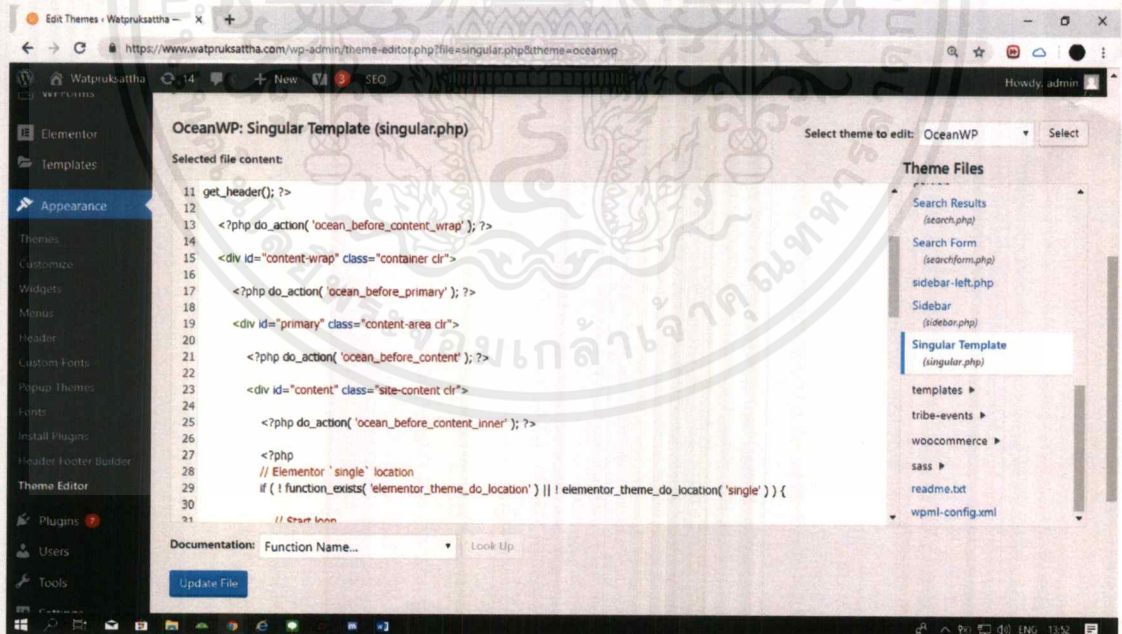 Edit Themes ‹ Watpruksattha —
https://www.watpruksattha.com/wp-admin/theme-editor.php?file=singular.php&theme=oceanwp
Watpruksattha 14 New 3 SEO Howdy, admin
WPForms
Elementor
Templates
Appearance
Themes
Customize
Widgets
Menus
Header
Custom Fonts
Popup Themes
Fonts
Install Plugins
Header Footer Builder
Theme Editor
Plugins 7
Users
Tools
Settings
OceanWP: Singular Template (singular.php)
Select theme to edit: OceanWP Select
Selected file content:
11 get_header(); ?>
12
13 <?php do_action( 'ocean_before_content_wrap' ); ?>
14
15 <div id="content-wrap" class="container clr">
16
17 <?php do_action( 'ocean_before_primary' ); ?>
18
19 <div id="primary" class="content-area clr">
20
21 <?php do_action( 'ocean_before_content' ); ?>
22
23 <div id="content" class="site-content clr">
24
25 <?php do_action( 'ocean_before_content_inner' ); ?>
26
27 <?php
28 // Elementor `single` location
29 if ( ! function_exists( 'elementor_theme_do_location' ) || ! elementor_theme_do_location( 'single' ) ) {
30
31 // Start loop
Theme Files
Search Results
(search.php)
Search Form
(searchform.php)
sidebar-left.php
Sidebar
(sidebar.php)
Singular Template
(singular.php)
templates
tribe-events
woocommerce
sass
readme.txt
wpml-config.xml
Documentation: Function Name... Look Up
Update File
ENG 13:52